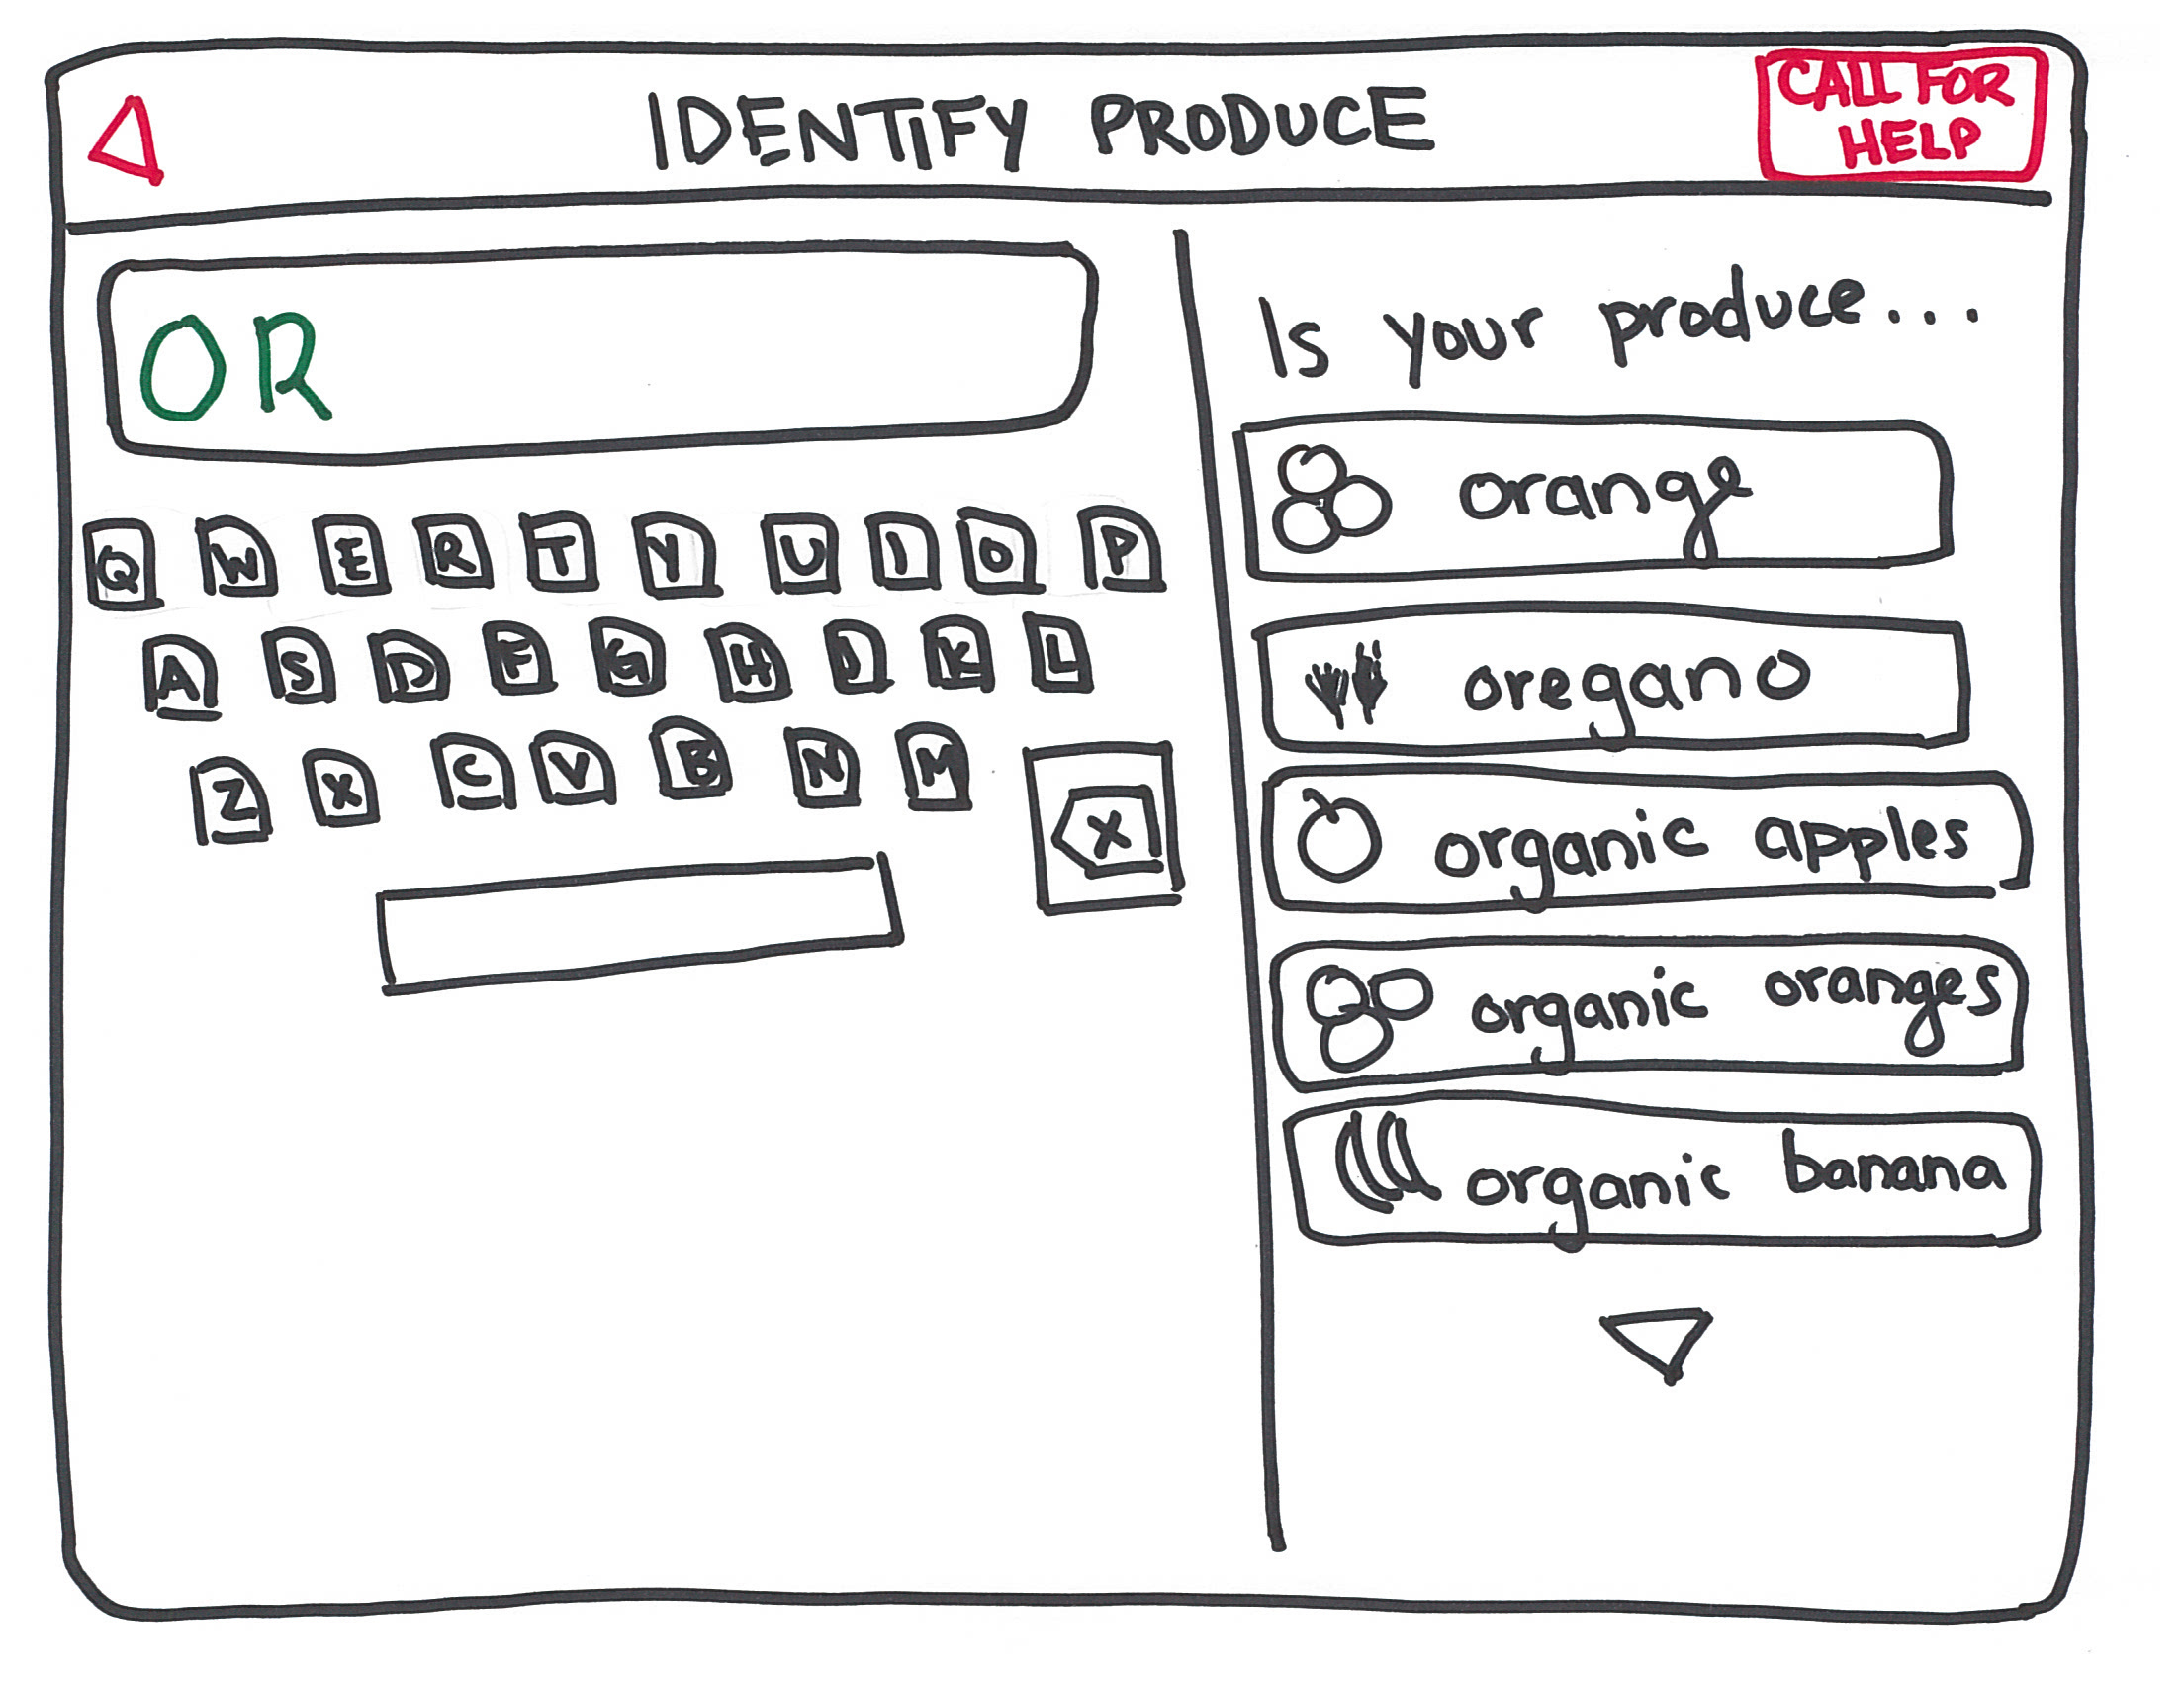 IDENTIFY PRODUCE
CALL FOR
HELP
OR
Q W E R T Y U I O P
A S D F G H J K L
Z X C V B N M X
Is your produce...
orange
oregano
organic apples
organic oranges
organic banana